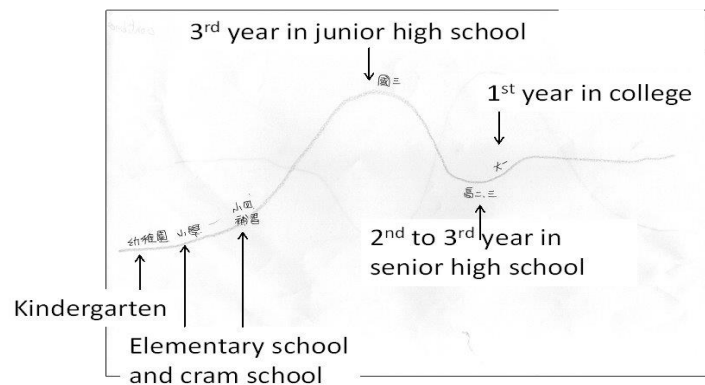 3rd year in junior high school
國三
1st year in college
大一
高二.三
2nd to 3rd year in
senior high school
小四
補習
小學一
幼稚園
Kindergarten
Elementary school
and cram school